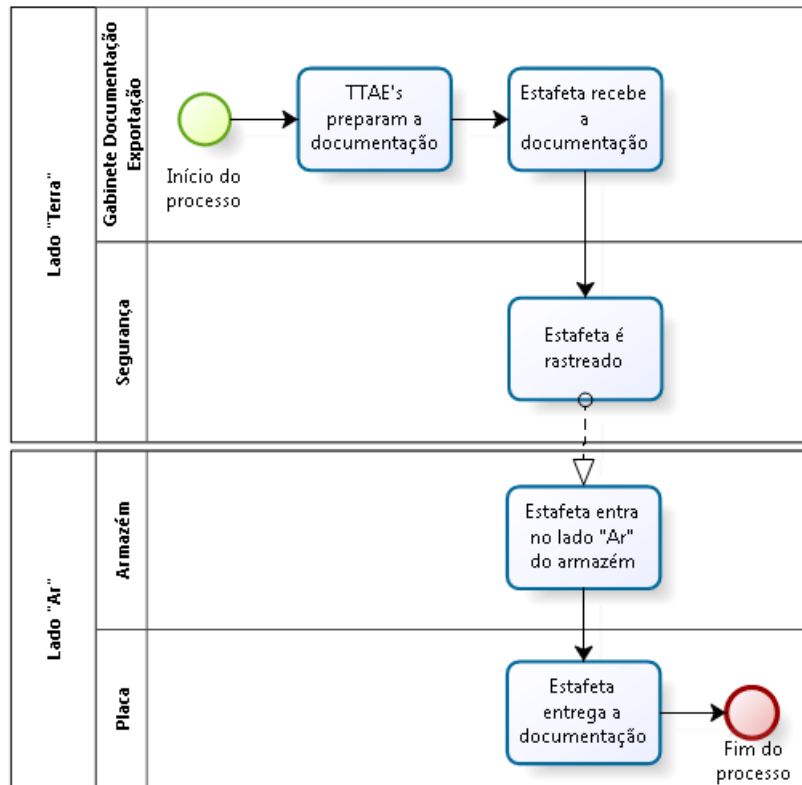 Lado "Terra"
Gabinete Documentação
Exportação
Início do
processo
TTAE's
preparam a
documentação
Estafeta recebe
a
documentação
Segurança
Estafeta é
rastreado
Lado "Ar"
Armazém
Estafeta entra
no lado "Ar"
do armazém
Placa
Estafeta
entrega a
documentação
Fim do
processo